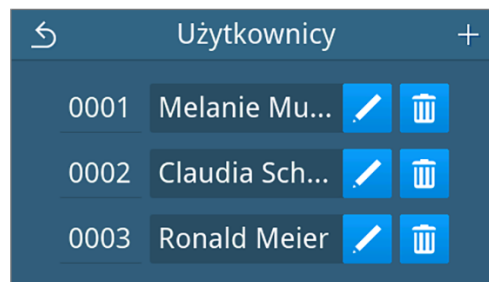 Użytkownicy
0001 Melanie Mu...
0002 Claudia Sch...
0003 Ronald Meier